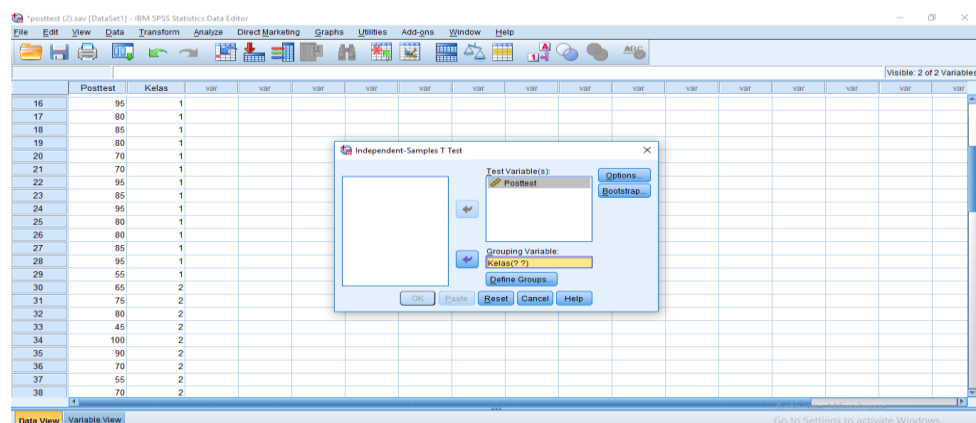 *posttest (2).sav [DataSet1] - IBM SPSS Statistics Data Editor
File Edit View Data Transform Analyze Direct Marketing Graphs Utilities Add-ons Window Help
Visible: 2 of 2 Variables
Posttest Kelas var var var var var var var var var var var var var var var
16 95 1
17 80 1
18 85 1
19 80 1
20 70 1
21 70 1
22 95 1
23 85 1
24 95 1
25 80 1
26 80 1
27 85 1
28 95 1
29 55 1
30 65 2
31 75 2
32 80 2
33 45 2
34 100 2
35 90 2
36 70 2
37 55 2
38 70 2
Independent-Samples T Test
Test Variable(s):
Posttest
Options...
Bootstrap...
Grouping Variable:
Kelas(? ?)
Define Groups...
OK Paste Reset Cancel Help
Data View Variable View
Go to Settings to activate Windows.